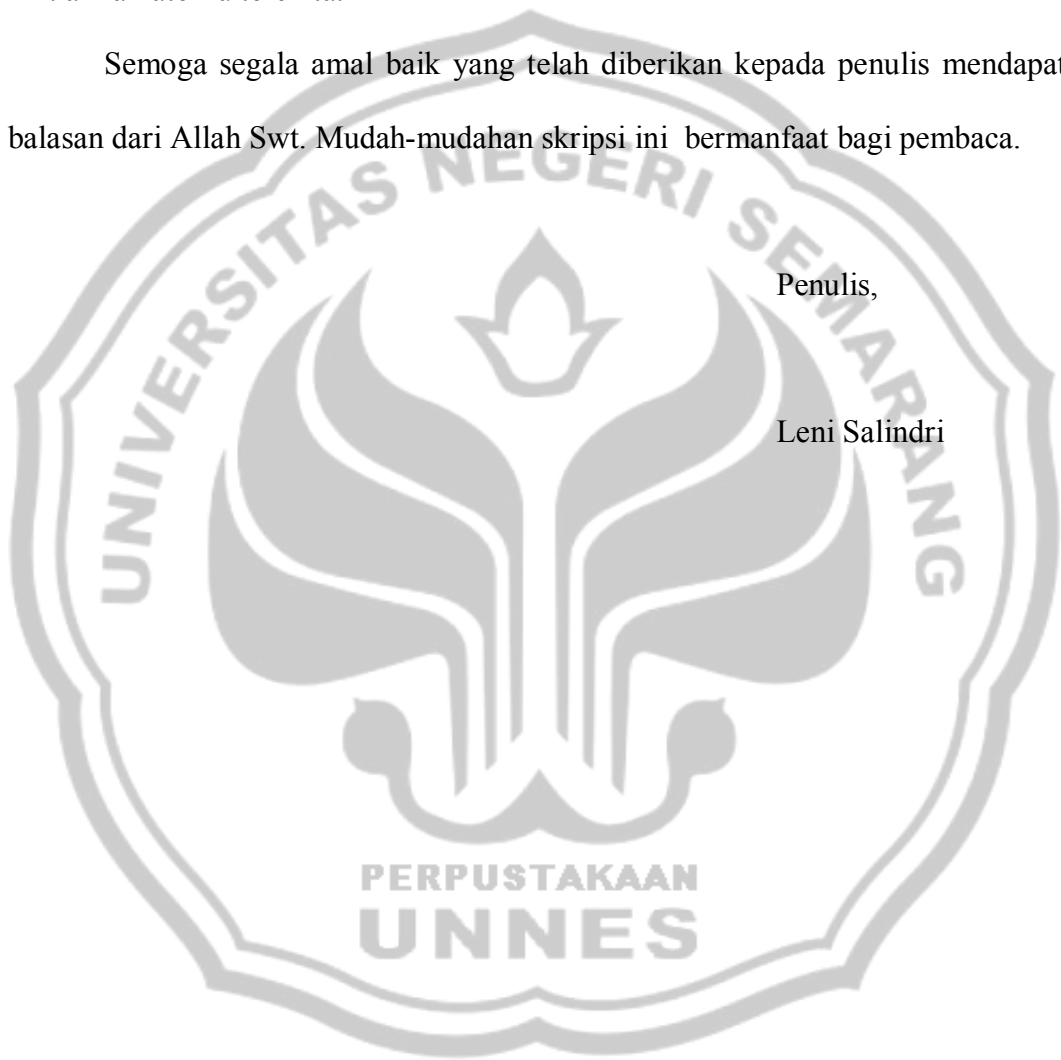 Semoga segala amal baik yang telah diberikan kepada penulis mendapat
balasan dari Allah Swt. Mudah-mudahan skripsi ini bermanfaat bagi pembaca.
UNIVERSITAS NEGERI SEMARANG
Penulis,
Leni Salindri
PERPUSTAKAAN
UNNES